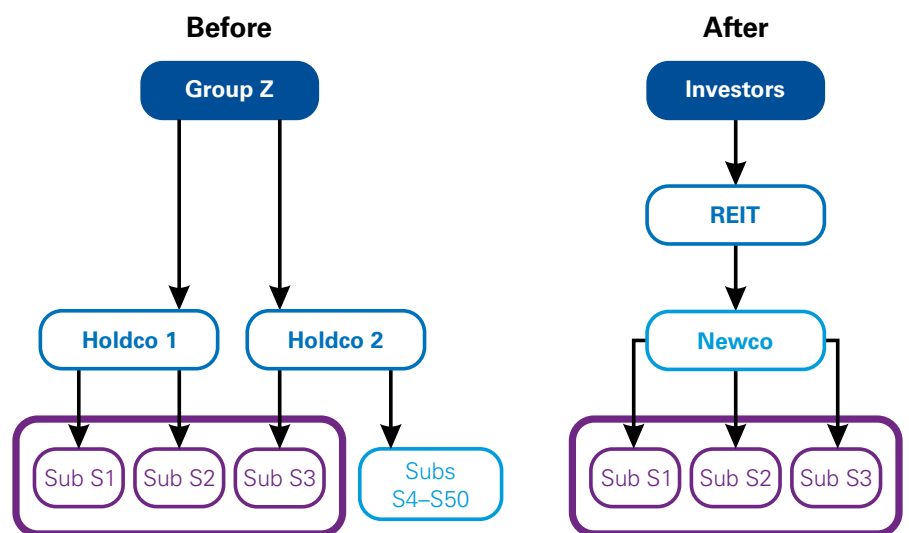 Before
After
Group Z
Investors
REIT
Holdco 1
Holdco 2
Newco
Sub S1
Sub S2
Sub S3
Subs
S4–S50
Sub S1
Sub S2
Sub S3